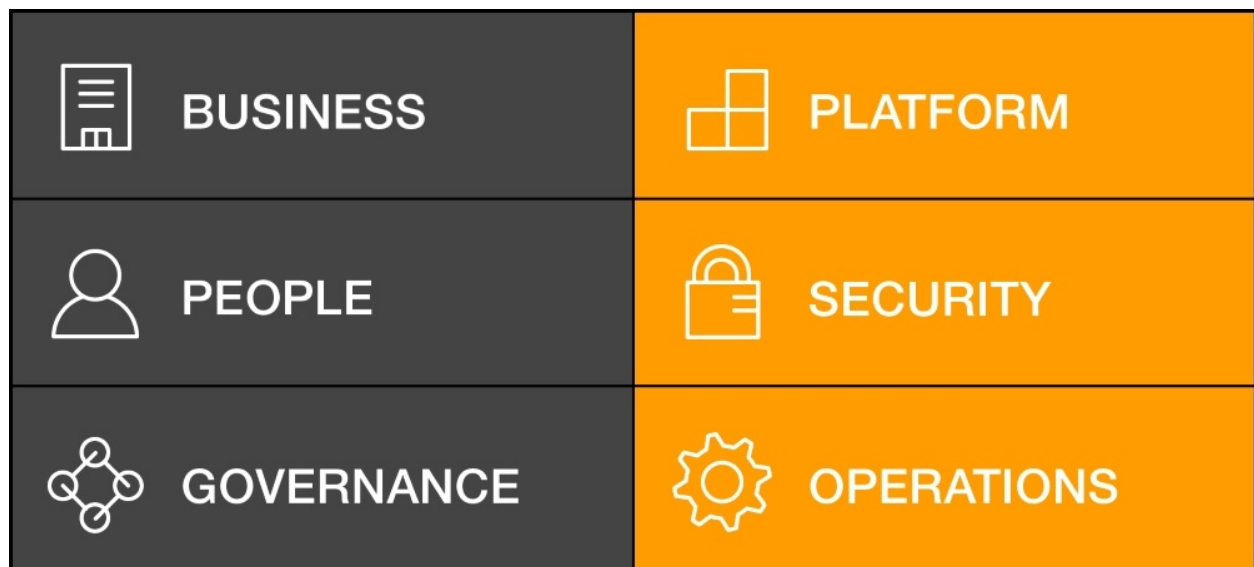 BUSINESS
PLATFORM
PEOPLE
SECURITY
GOVERNANCE
OPERATIONS